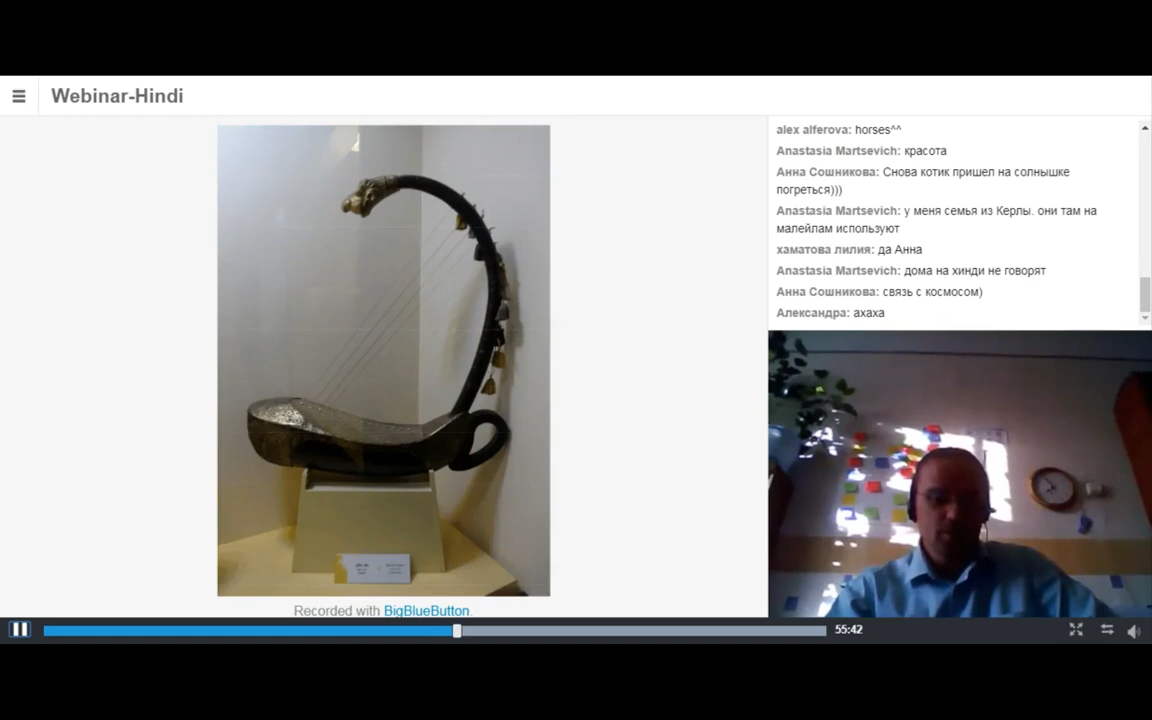 Webinar-Hindi
alex alferova: horses^^
Anastasia Martsevich: красота
Анна Сошникова: Снова котик пришел на солнышке
погреться)))
Anastasia Martsevich: у меня семья из Керлы. они там на
малейлам используют
хаматова лилия: да Анна
Anastasia Martsevich: дома на хинди не говорят
Анна Сошникова: связь с космосом)
Александра: ахаха
Recorded with BigBlueButton.
55:42